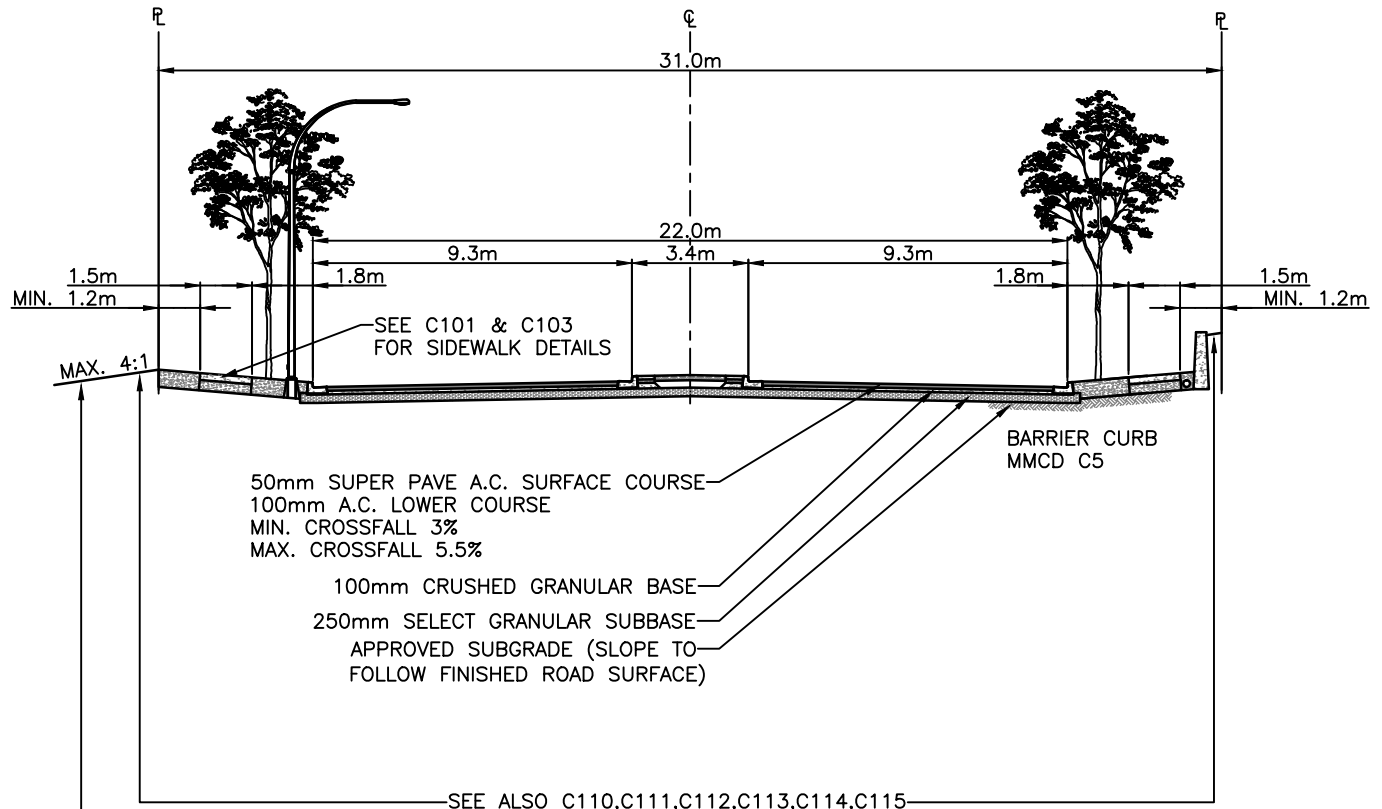 ℄
31.0m
22.0m
9.3m 3.4m 9.3m
1.5m 1.8m 1.8m 1.5m
MIN. 1.2m MIN. 1.2m
SEE C101 & C103
FOR SIDEWALK DETAILS
MAX. 4:1
BARRIER CURB
MMCD C5
50mm SUPER PAVE A.C. SURFACE COURSE
100mm A.C. LOWER COURSE
MIN. CROSSFALL 3%
MAX. CROSSFALL 5.5%
100mm CRUSHED GRANULAR BASE
250mm SELECT GRANULAR SUBBASE
APPROVED SUBGRADE (SLOPE TO
FOLLOW FINISHED ROAD SURFACE)
SEE ALSO C110,C111,C112,C113,C114,C115